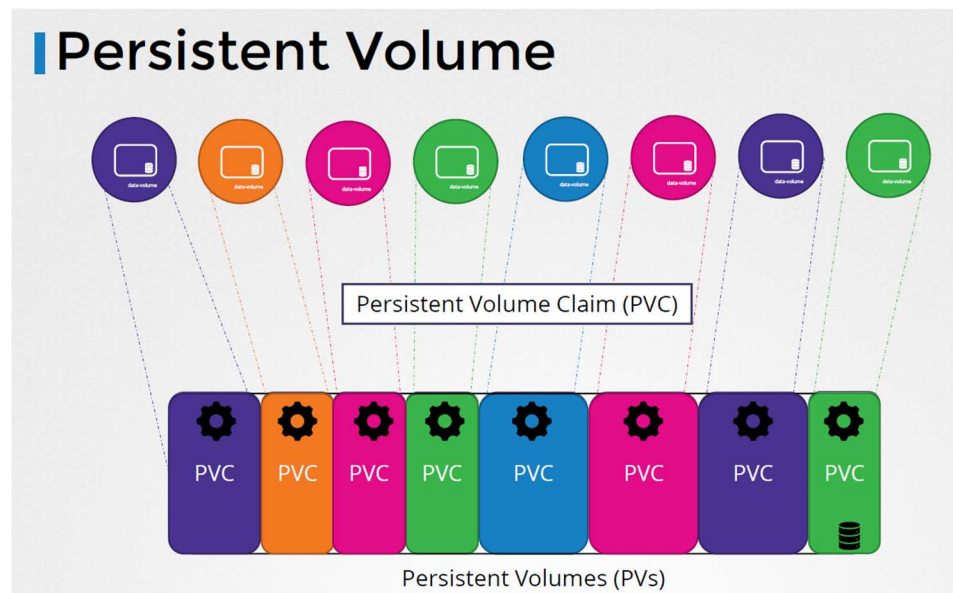 Persistent Volume
data-volume
data-volume
data-volume
data-volume
data-volume
data-volume
data-volume
data-volume
Persistent Volume Claim (PVC)
PVC
PVC
PVC
PVC
PVC
PVC
PVC
PVC
Persistent Volumes (PVs)